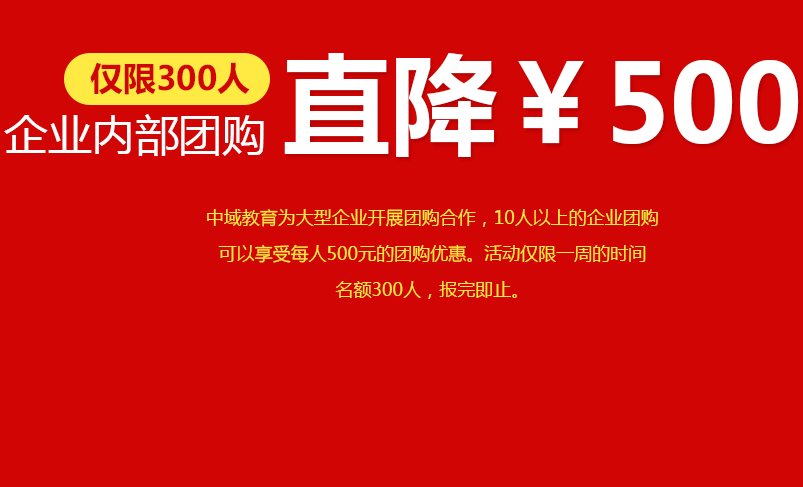 仅限300人
企业内部团购
直降￥500
中域教育为大型企业开展团购合作，10人以上的企业团购
可以享受每人500元的团购优惠。活动仅限一周的时间
名额300人，报完即止。